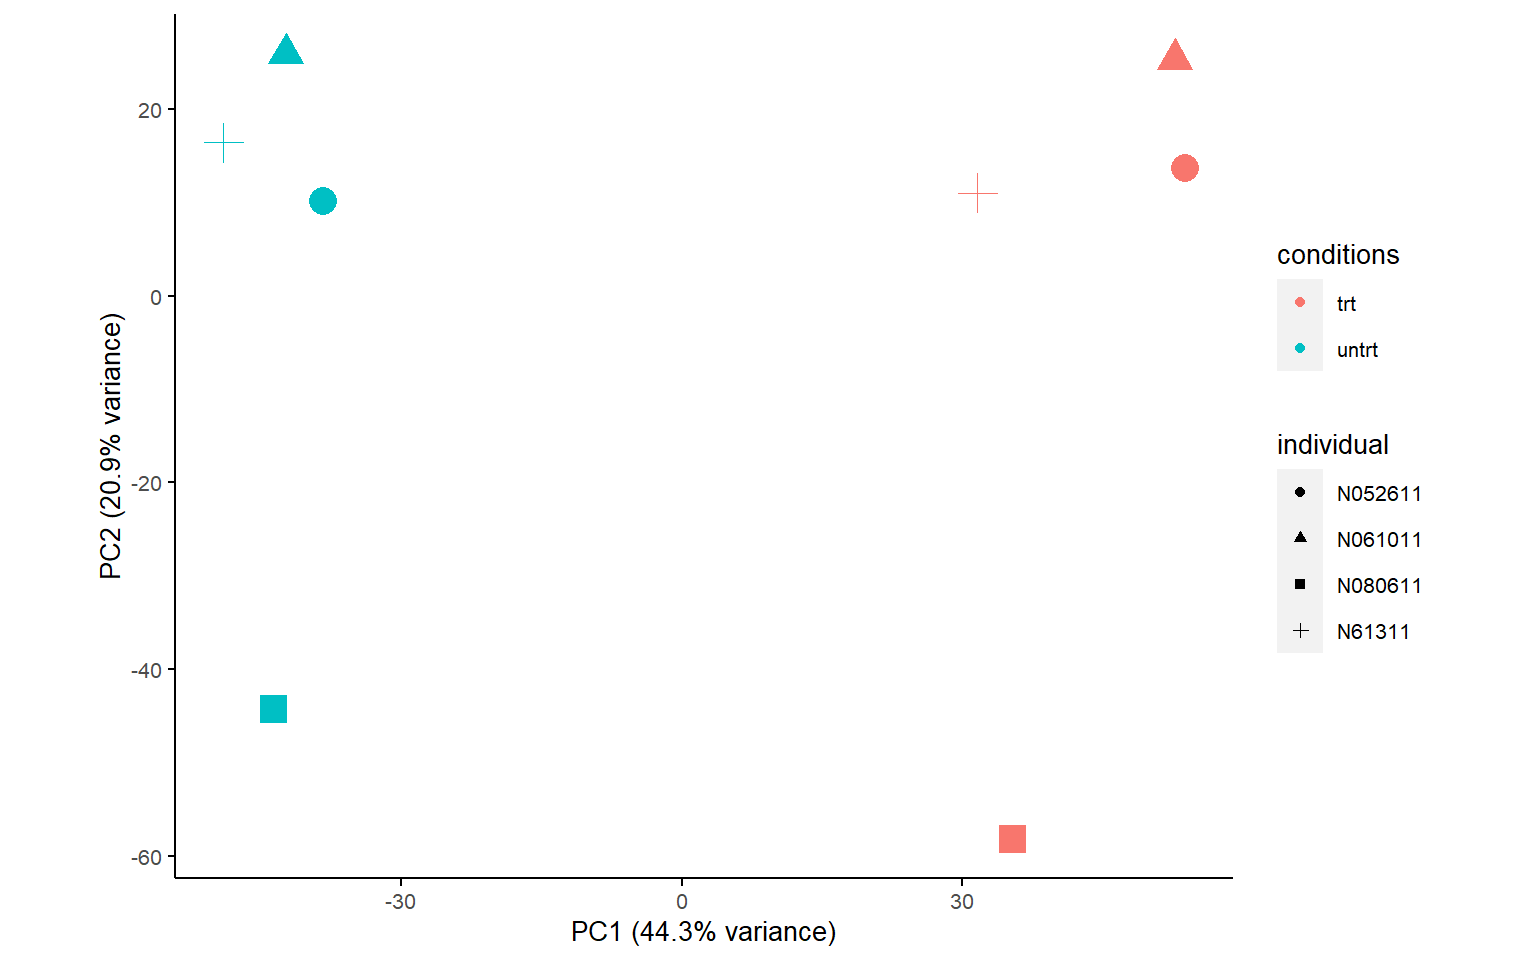 20
0
-20
-40
-60
PC2 (20.9% variance)
-30
0
30
PC1 (44.3% variance)
conditions
trt
untrt
individual
N052611
N061011
N080611
N61311